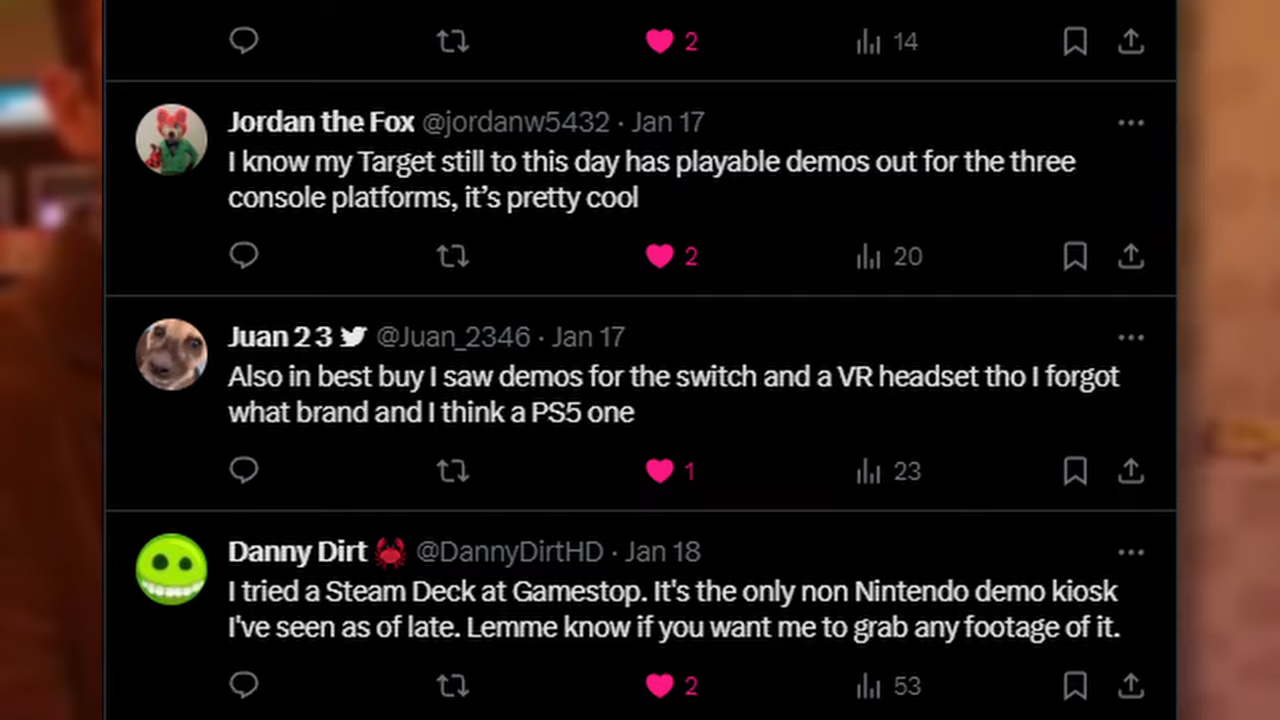 2
14
Jordan the Fox @jordanw5432 · Jan 17
I know my Target still to this day has playable demos out for the three
console platforms, it’s pretty cool
2
20
Juan 2 3 @Juan_2346 · Jan 17
Also in best buy I saw demos for the switch and a VR headset tho I forgot
what brand and I think a PS5 one
1
23
Danny Dirt 🦀 @DannyDirtHD · Jan 18
I tried a Steam Deck at Gamestop. It's the only non Nintendo demo kiosk
I've seen as of late. Lemme know if you want me to grab any footage of it.
2
53